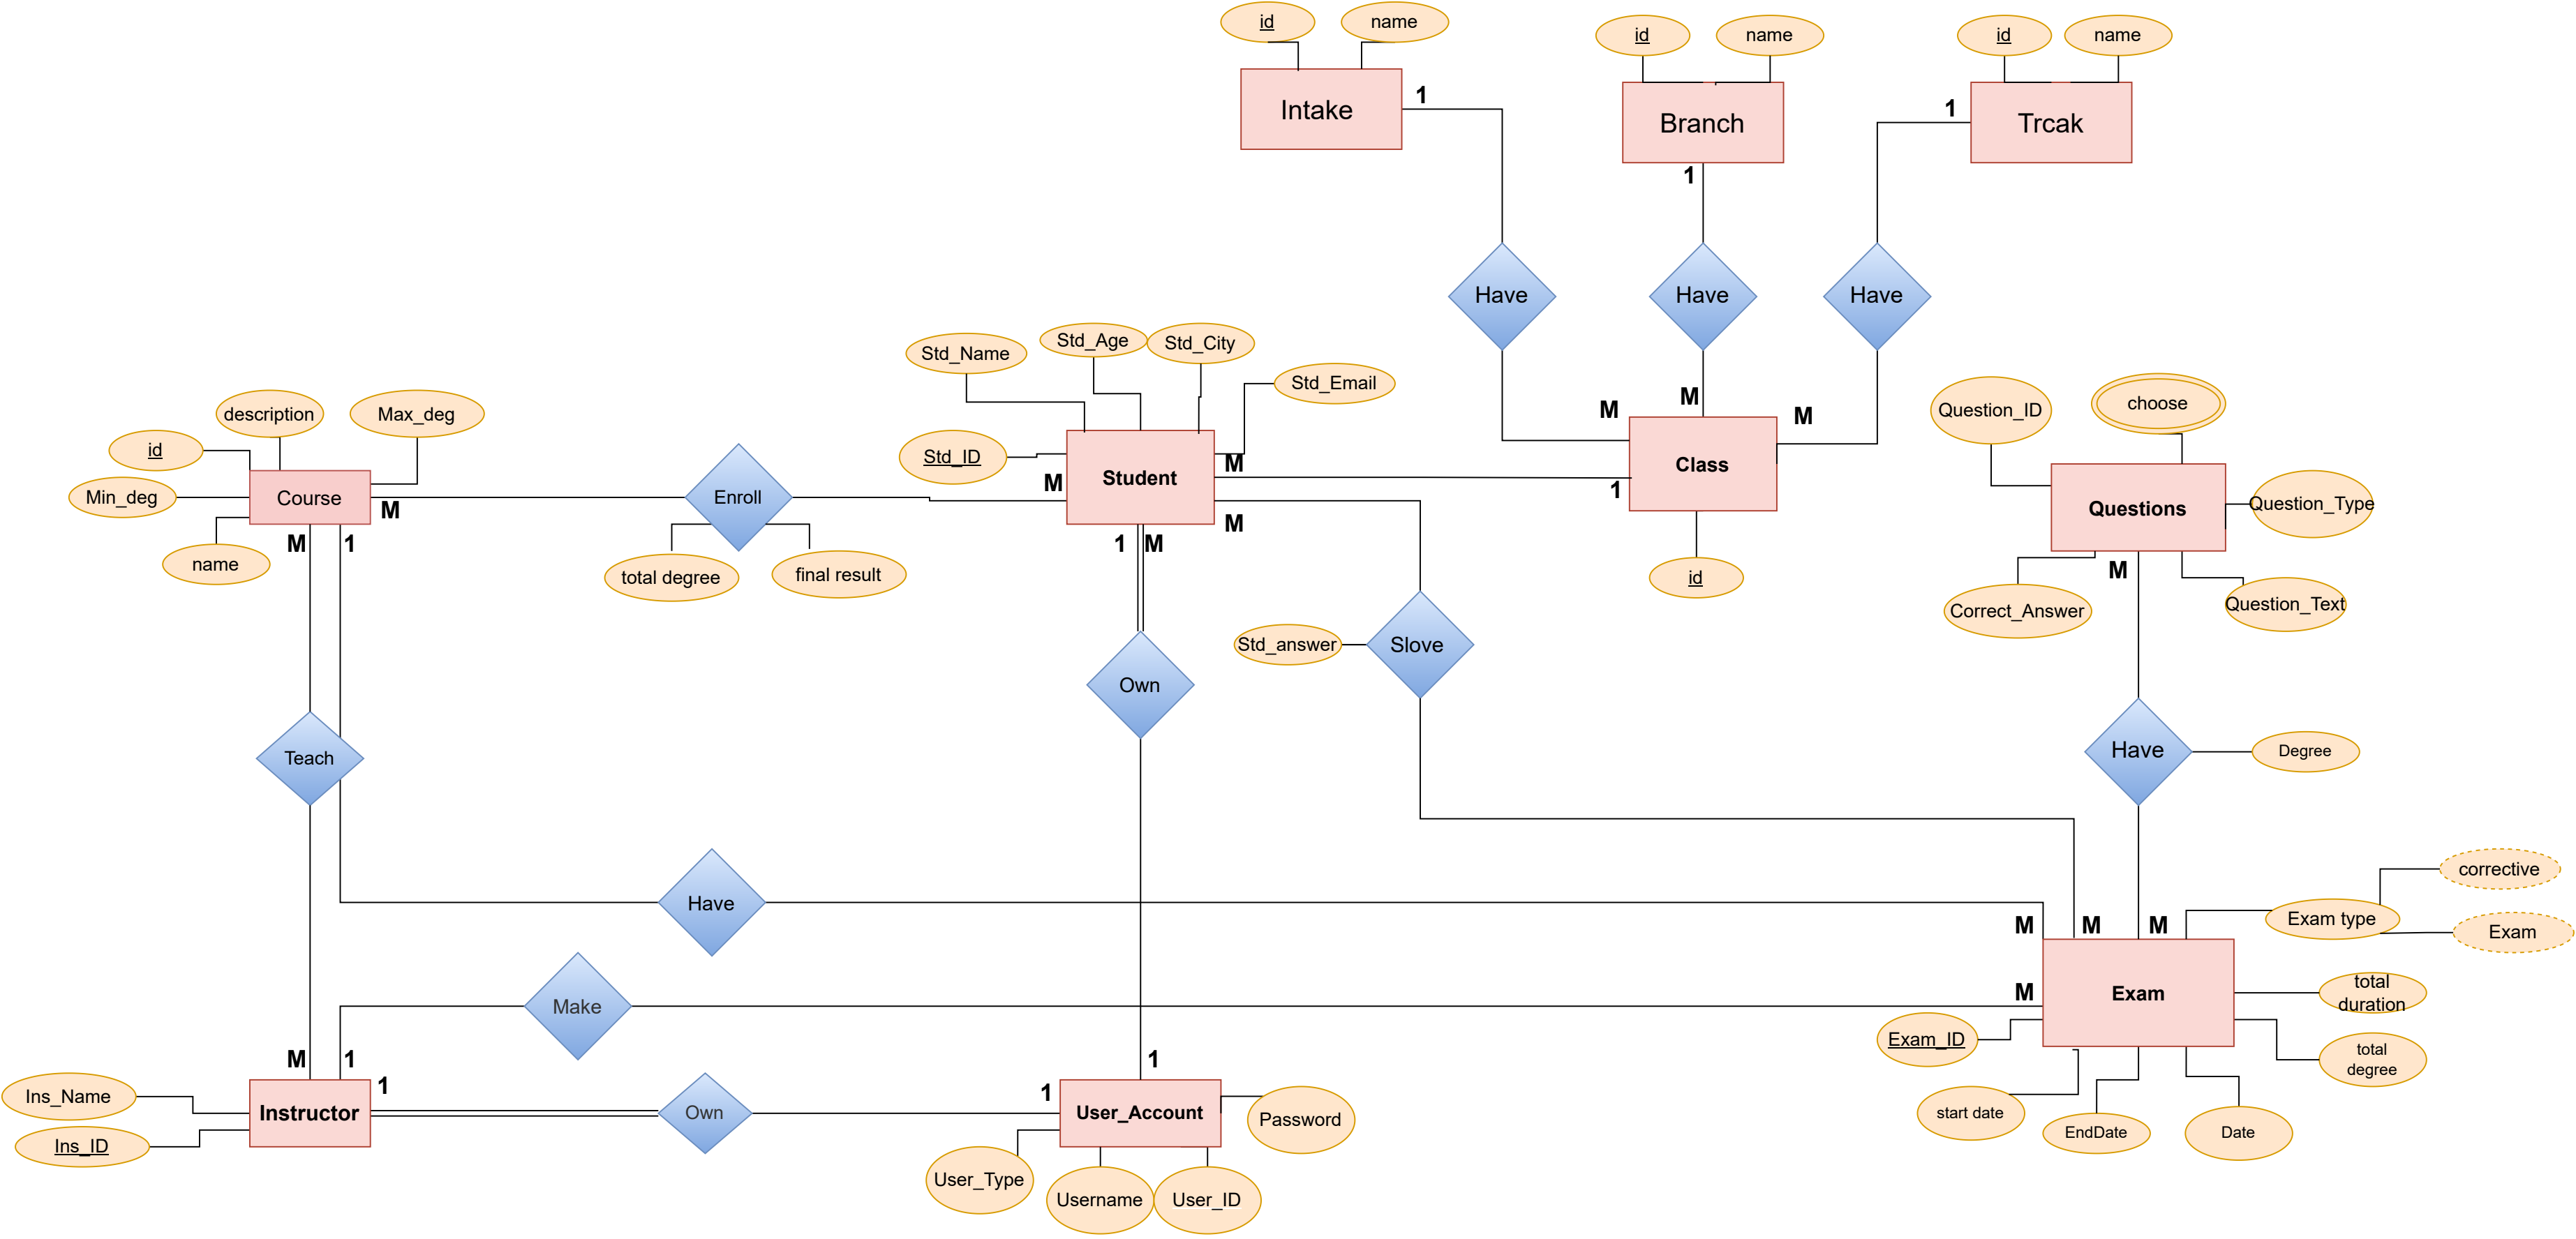 id
name
id
name
id
name
Intake
Branch
Trcak
1
1
1
Have
Have
Have
Std_Name
Std_Age
Std_City
Std_Email
M
M
M
Question_ID
choose
description
Max_deg
id
Min_deg
Course
name
M
Enroll
total degree
final result
Std_ID
Student
M
M
M
1
Class
id
Questions
Question_Type
Correct_Answer
Question_Text
M
M
1
1
M
Std_answer
Slove
Own
Teach
Have
Degree
Have
corrective
Exam type
Exam
M
M
M
Make
M
Exam
total
duration
Exam_ID
total
degree
start date
EndDate
Date
M
1
1
1
Ins_Name
Ins_ID
Instructor
Own
1
User_Account
Password
User_Type
Username
User_ID